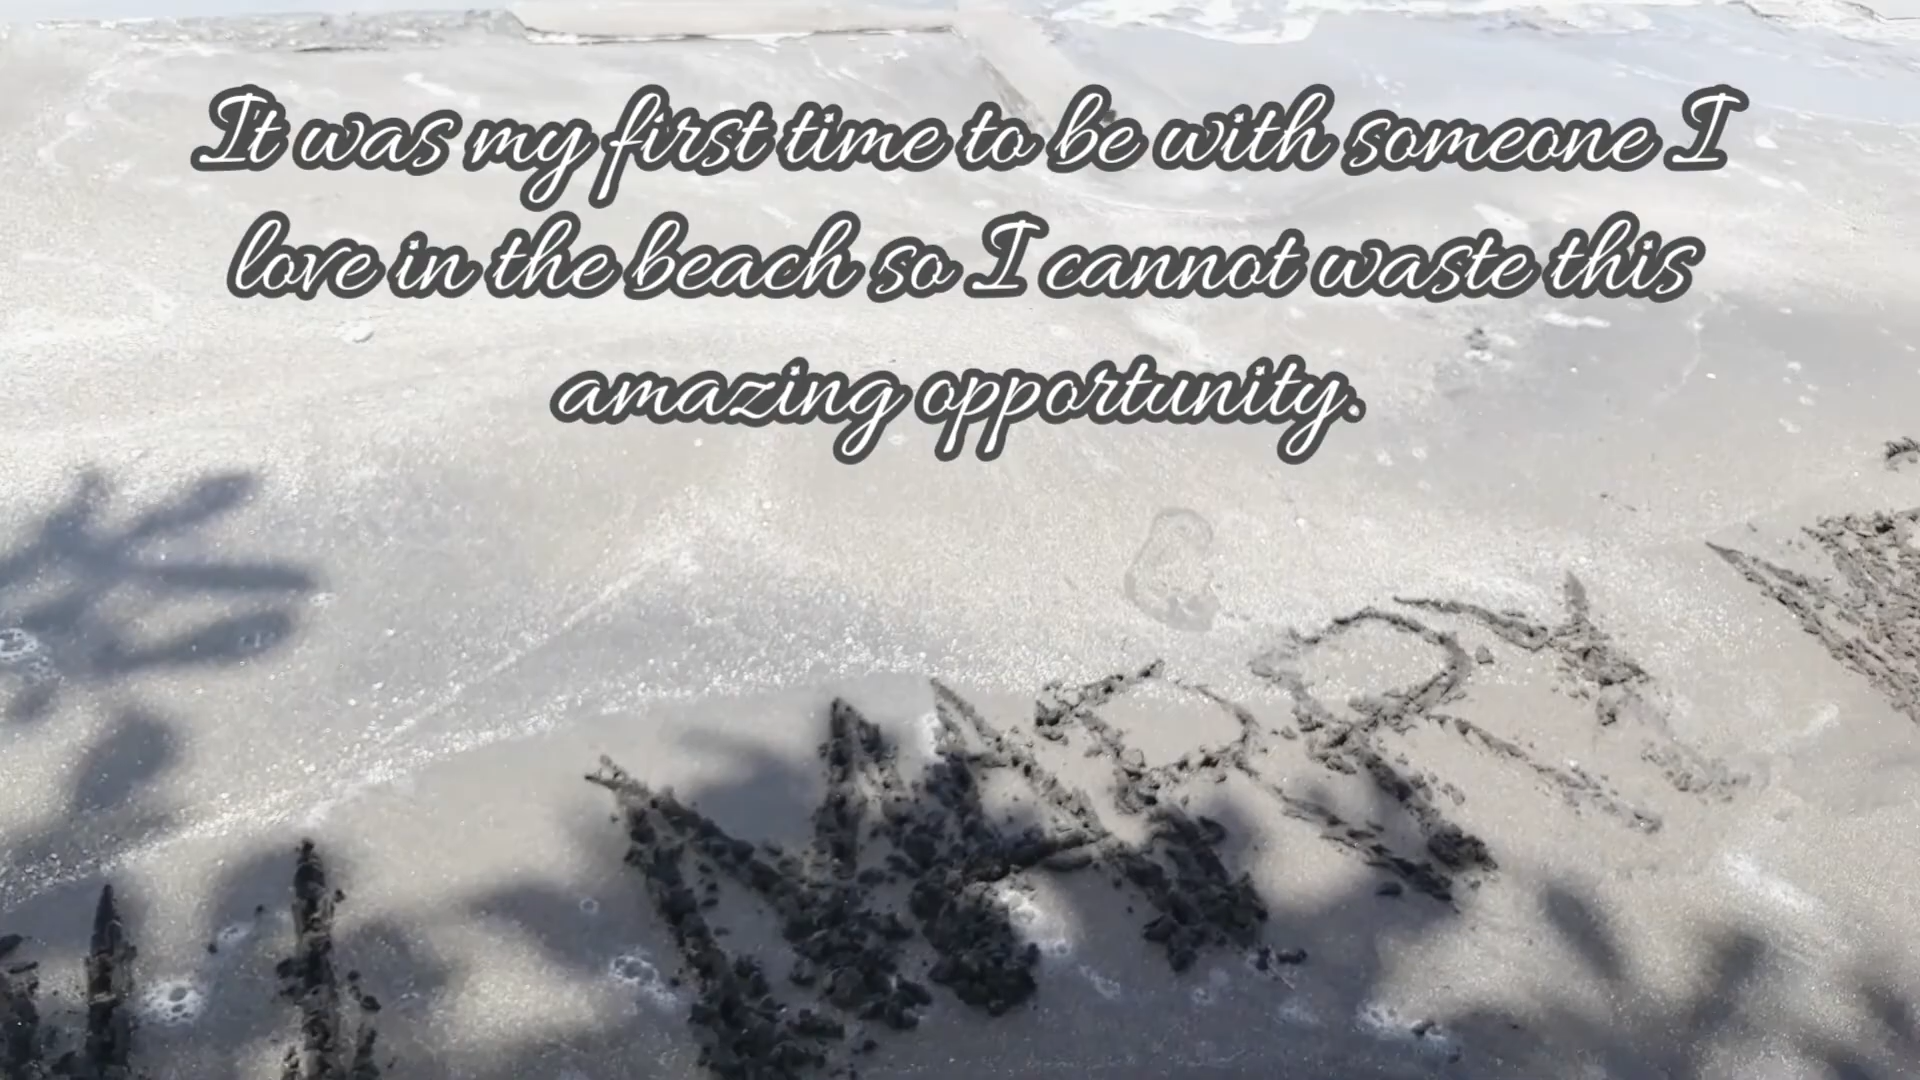 It was my first time to be with someone I
love in the beach so I cannot waste this
amazing opportunity.